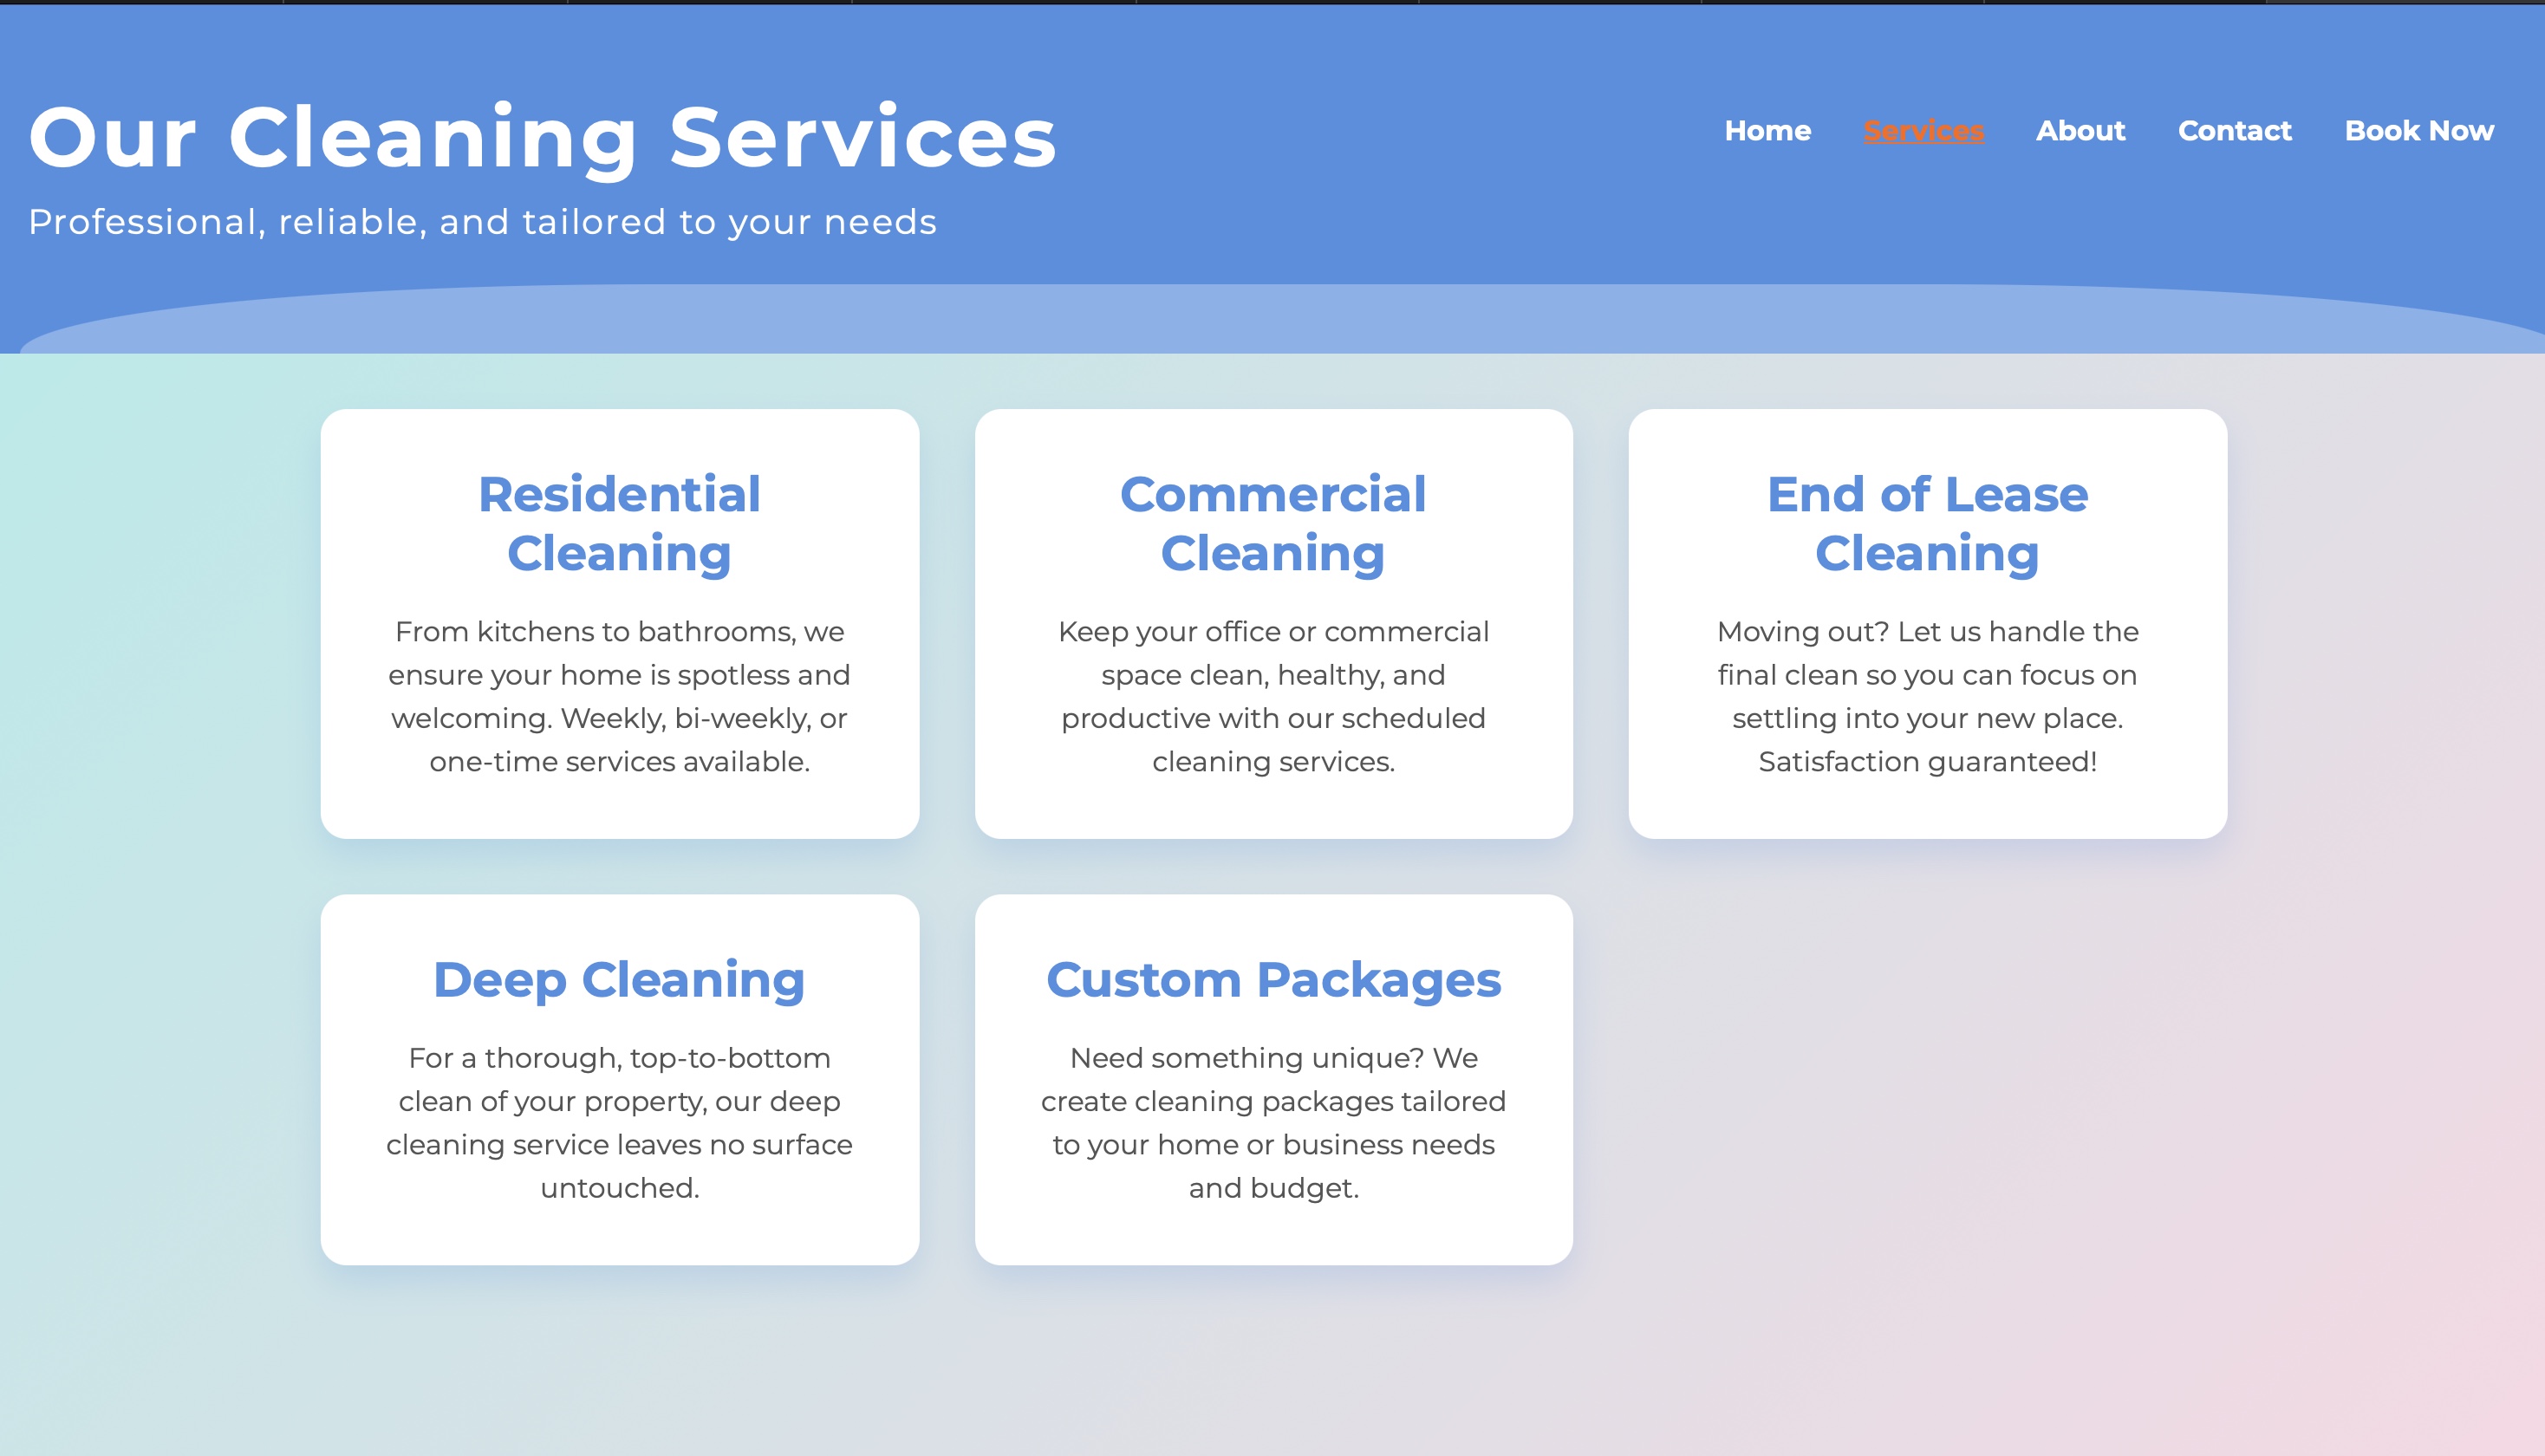 Our Cleaning Services
Professional, reliable, and tailored to your needs
Home Services About Contact Book Now
Residential
Cleaning
From kitchens to bathrooms, we
ensure your home is spotless and
welcoming. Weekly, bi-weekly, or
one-time services available.
Commercial
Cleaning
Keep your office or commercial
space clean, healthy, and
productive with our scheduled
cleaning services.
End of Lease
Cleaning
Moving out? Let us handle the
final clean so you can focus on
settling into your new place.
Satisfaction guaranteed!
Deep Cleaning
For a thorough, top-to-bottom
clean of your property, our deep
cleaning service leaves no surface
untouched.
Custom Packages
Need something unique? We
create cleaning packages tailored
to your home or business needs
and budget.